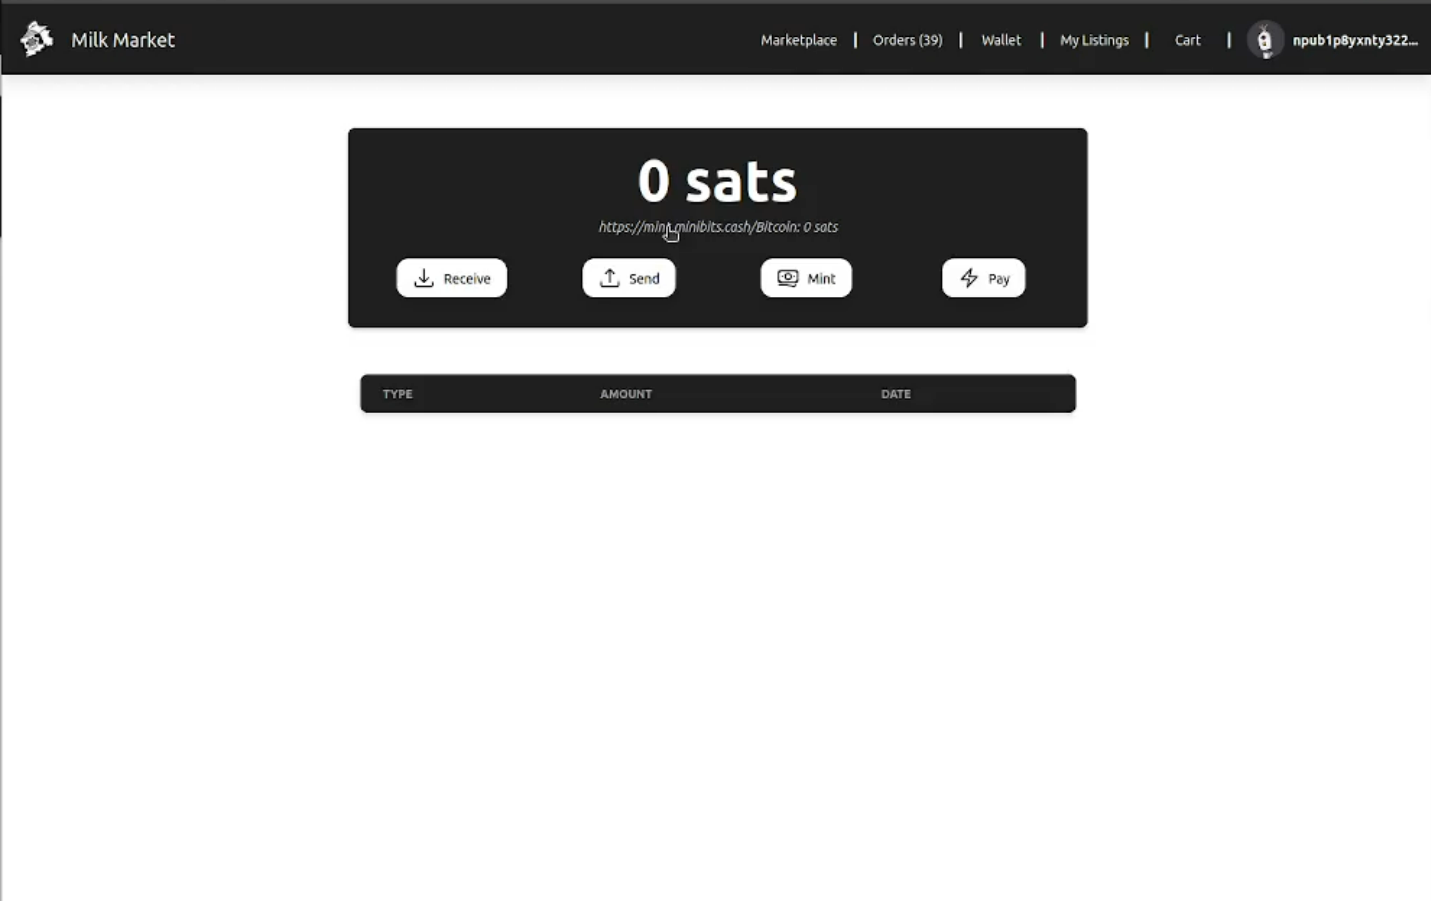 Milk Market
Marketplace | Orders (39) | Wallet | My Listings | Cart | npub1p8yxnty322...
0 sats
https://mint.minibits.cash/Bitcoin: 0 sats
Receive Send Mint Pay
TYPE AMOUNT DATE